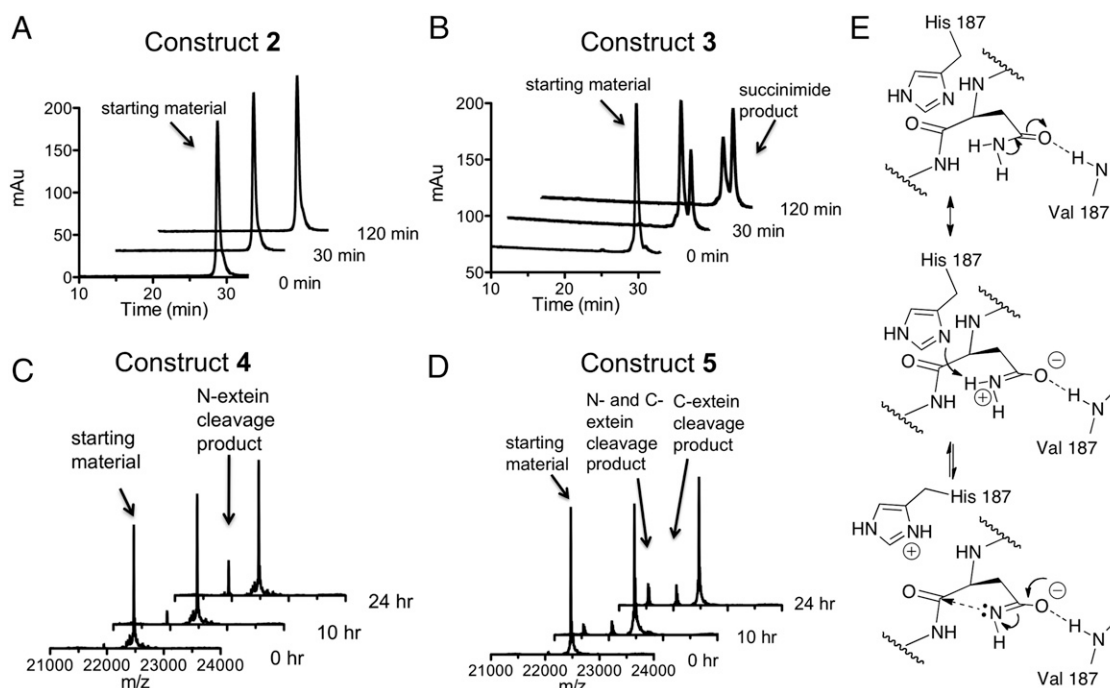 A
Construct 2
starting material
200
150
mAu
100
50
0
120 min
30 min
0 min
10 20 30
Time (min)
B
Construct 3
starting material
succinimide
product
200
150
mAu
100
50
120 min
30 min
0 min
10 20 30
Time (min)
C
Construct 4
N-extein
cleavage
product
starting
material
24 hr
10 hr
0 hr
21000 22000 23000 24000
m/z
D
Construct 5
N- and C-
extein
cleavage
product
C-extein
cleavage
product
starting
material
24 hr
10 hr
0 hr
21000 22000 23000 24000
m/z
E
His 187
HN
N
HN
O
NH
H-N
H
O
H
N
Val 187
His 187
HN
N
HN
O
NH
H-N
⊕
H
O
⊖
H
N
Val 187
His 187
HN
NH
⊕
HN
O
NH
:N
H
O
⊖
H
N
Val 187